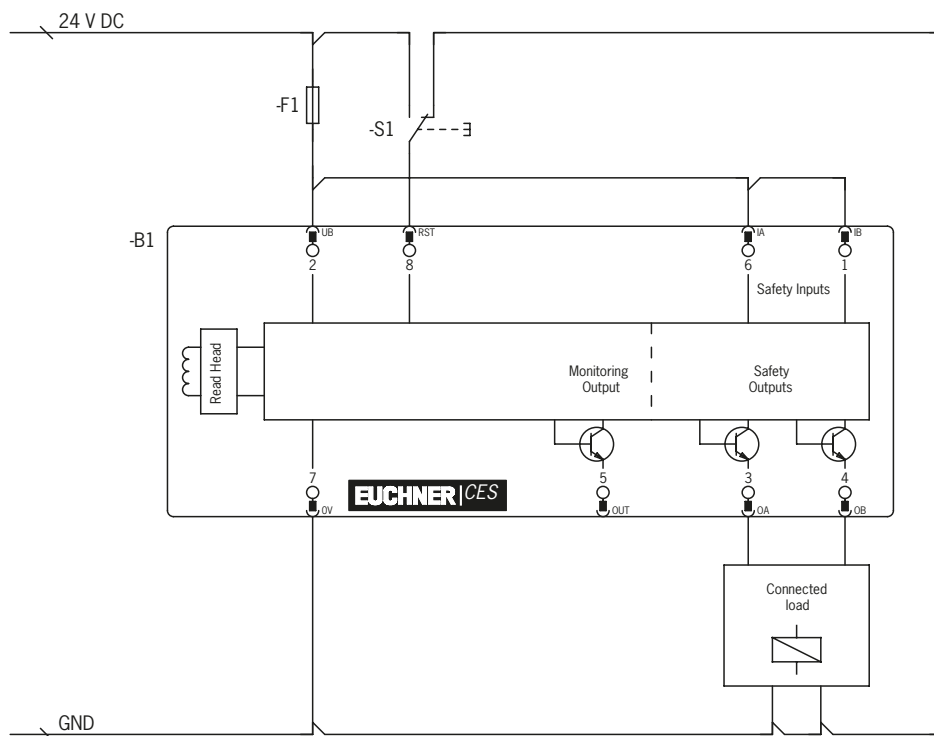 24 V DC
-F1
-S1
-B1
UB
RST
IA
IB
2
8
6
1
Safety Inputs
Read Head
Monitoring
Output
Safety
Outputs
7
5
3
4
EUCHNER CES
0V
OUT
OA
OB
Connected
load
GND